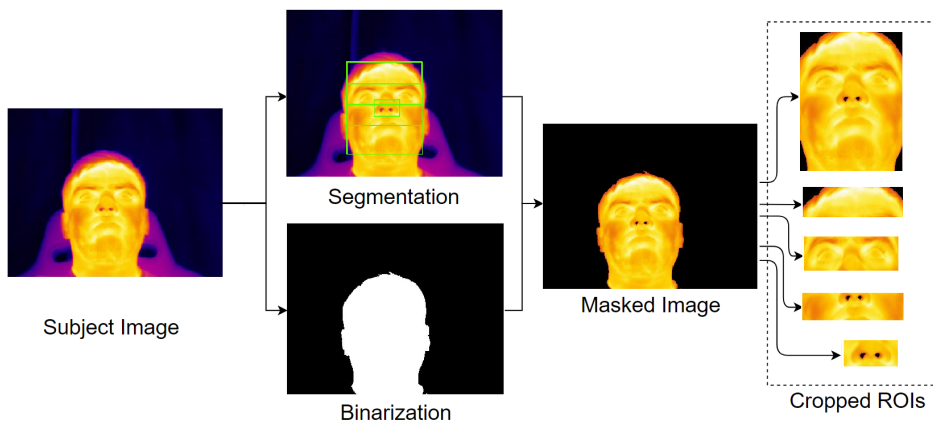 Segmentation
Subject Image
Masked Image
Binarization
Cropped ROIs